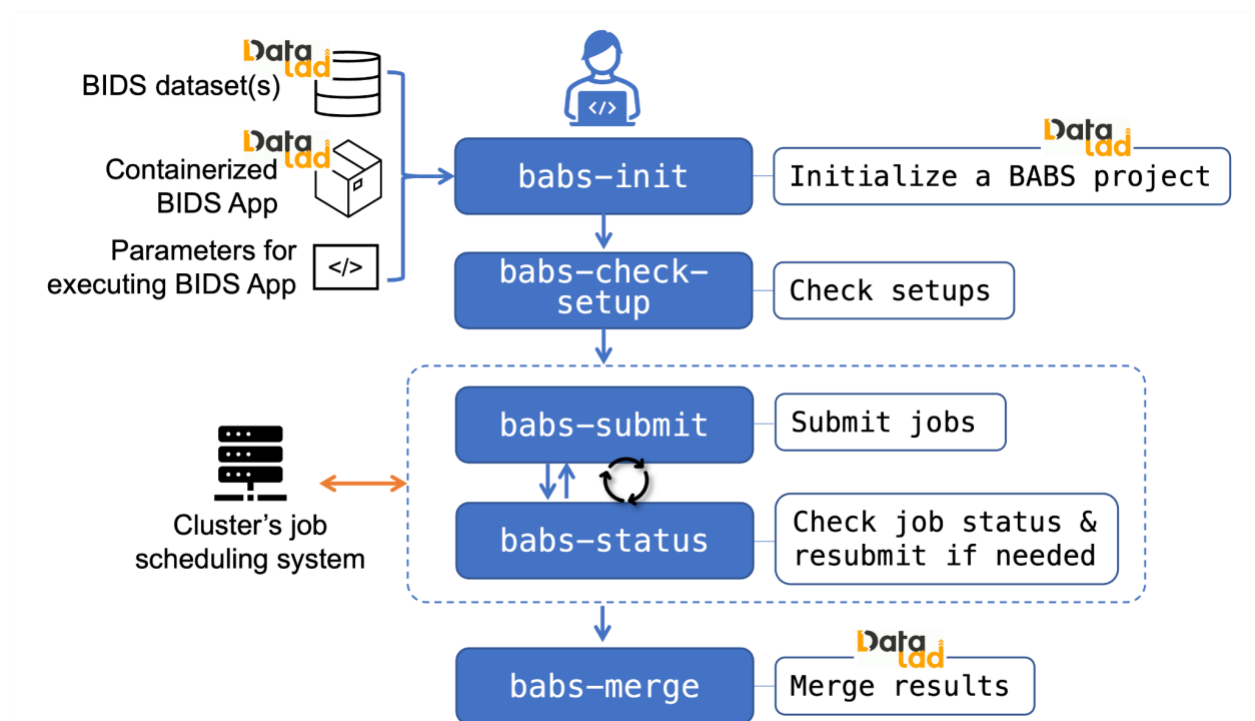 Data
lad
BIDS dataset(s)
Data
lad
Containerized
BIDS App
Parameters for
executing BIDS App
</>
</>
babs-init
Data
lad
Initialize a BABS project
babs-check-
setup
Check setups
babs-submit
Submit jobs
Cluster’s job
scheduling system
babs-status
Check job status &
resubmit if needed
babs-merge
Data
lad
Merge results